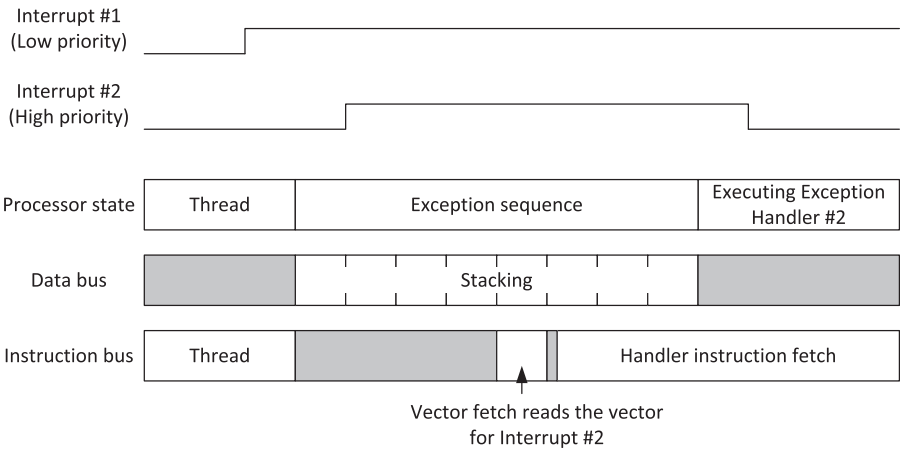 Interrupt #1
(Low priority)
Interrupt #2
(High priority)
Processor state
Thread
Exception sequence
Executing Exception
Handler #2
Data bus
Stacking
Instruction bus
Thread
Handler instruction fetch
Vector fetch reads the vector
for Interrupt #2